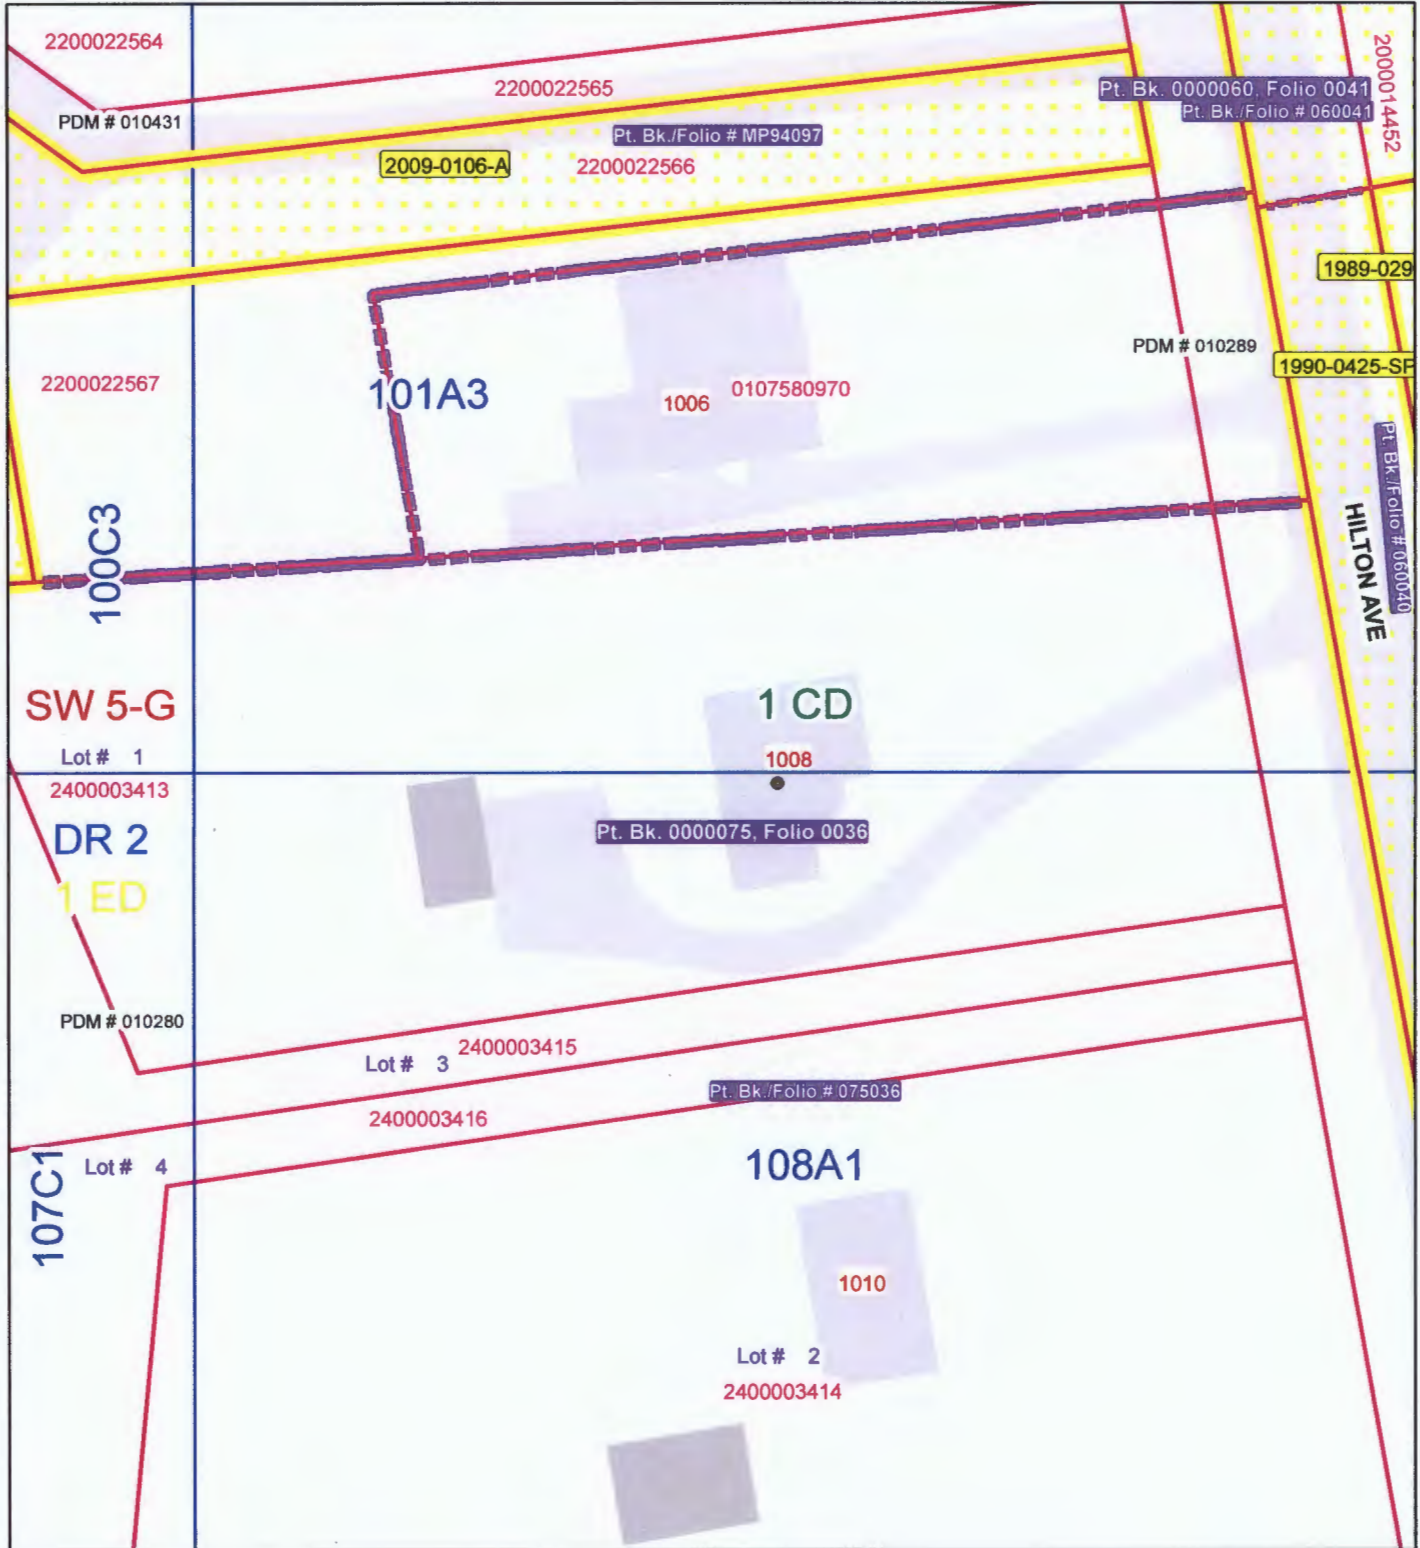 2200022564
2200022565
PDM # 010431
Pt. Bk./Folio # MP94097
Pt. Bk. 0000060, Folio 0041
Pt. Bk./Folio # 060041
2000014452
2009-0106-A
2200022566
1989-029
PDM # 010289
1990-0425-SP
2200022567
101A3
1006
0107580970
Pt. Bk./Folio # 060040
HILTON AVE
100C3
SW 5-G
1 CD
Lot # 1
1008
2400003413
DR 2
Pt. Bk. 0000075, Folio 0036
1 ED
PDM # 010280
2400003415
Lot # 3
Pt. Bk./Folio # 075036
2400003416
Lot # 4
108A1
107C1
1010
Lot # 2
2400003414